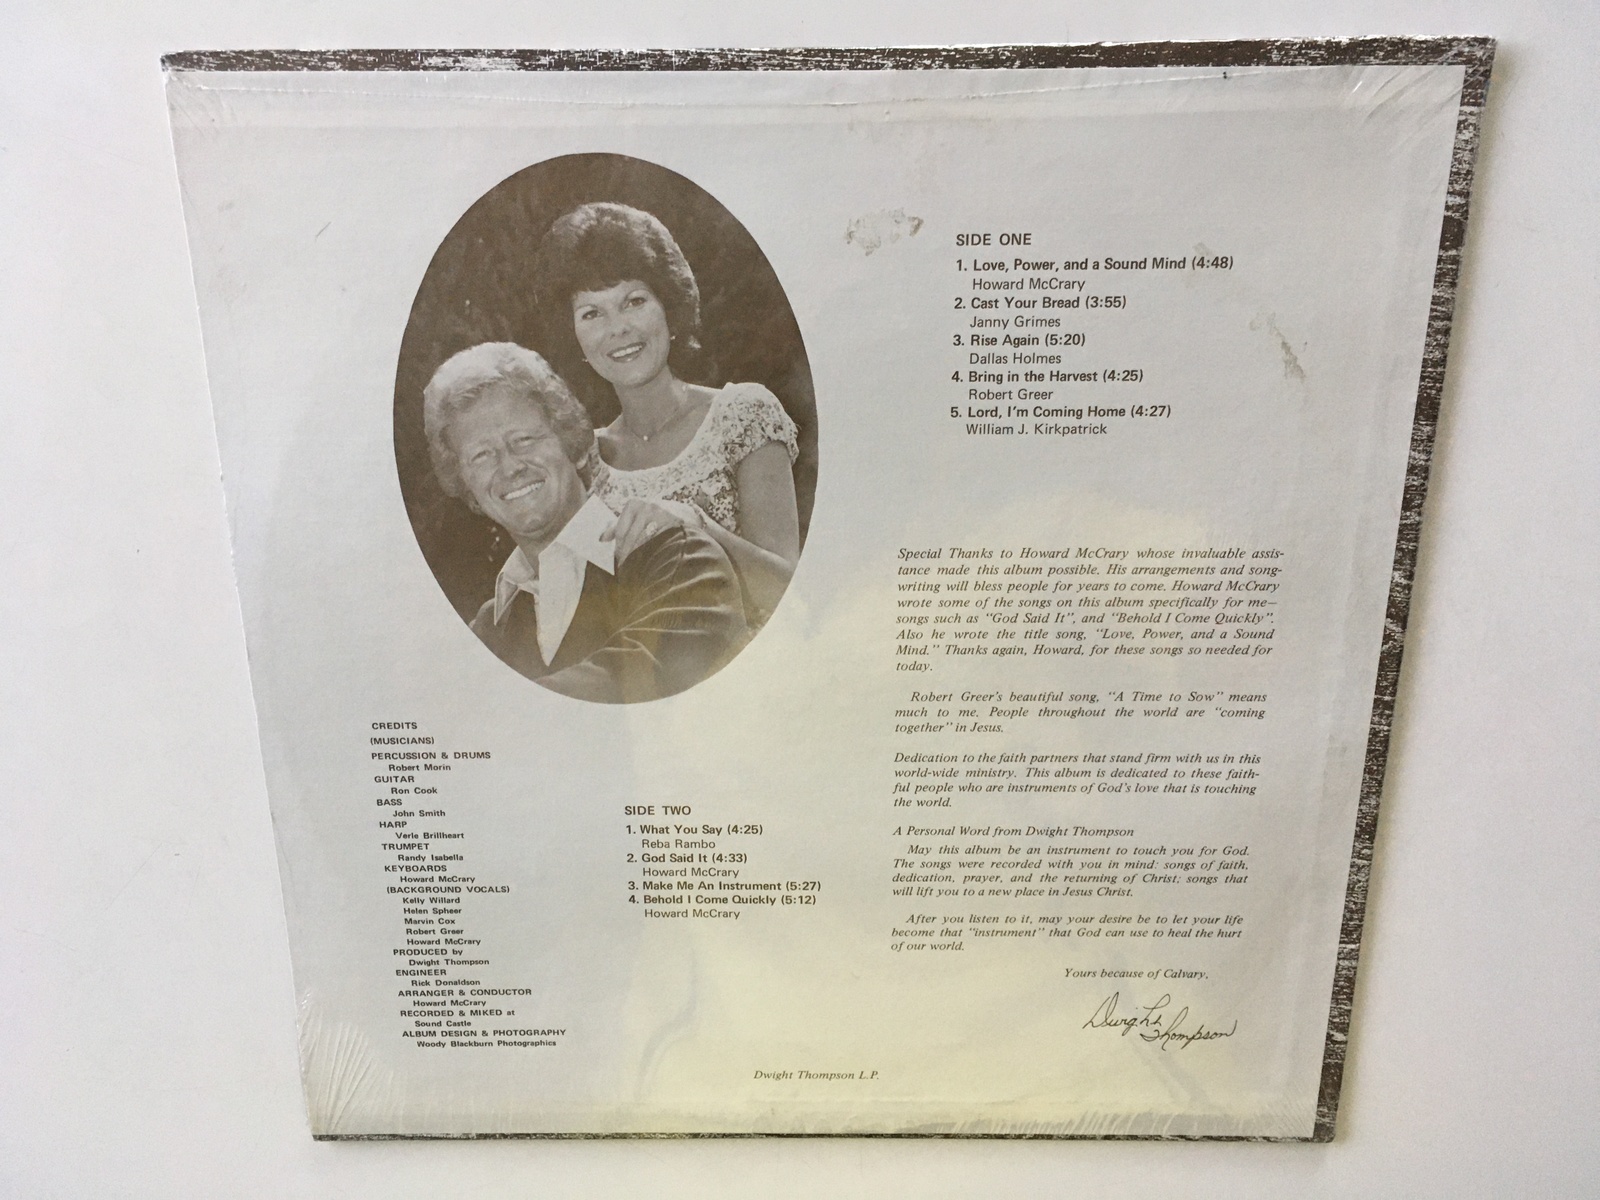 SIDE ONE
1. Love, Power, and a Sound Mind (4:48)
Howard McCrary
2. Cast Your Bread (3:55)
Janny Grimes
3. Rise Again (5:20)
Dallas Holmes
4. Bring in the Harvest (4:25)
Robert Greer
5. Lord, I'm Coming Home (4:27)
William J. Kirkpatrick
Special Thanks to Howard McCrary whose invaluable assis-
tance made this album possible. His arrangements and song-
writing will bless people for years to come. Howard McCrary
wrote some of the songs on this album specifically for me—
songs such as "God Said It", and "Behold I Come Quickly".
Also he wrote the title song, "Love, Power, and a Sound
Mind." Thanks again, Howard, for these songs so needed for
today.
Robert Greer's beautiful song, "A Time to Sow" means
much to me. People throughout the world are "coming
together" in Jesus.
Dedication to the faith partners that stand firm with us in this
world-wide ministry. This album is dedicated to these faith-
ful people who are instruments of God's love that is touching
the world.
A Personal Word from Dwight Thompson
May this album be an instrument to touch you for God.
The songs were recorded with you in mind: songs of faith,
dedication, prayer, and the returning of Christ; songs that
will lift you to a new place in Jesus Christ.
After you listen to it, may your desire be to let your life
become that "instrument" that God can use to heal the hurt
of our world.
Yours because of Calvary,
Dwight Thompson
CREDITS
(MUSICIANS)
PERCUSSION & DRUMS
Robert Morin
GUITAR
Ron Cook
BASS
John Smith
HARP
Verle Brillheart
TRUMPET
Randy Isabella
KEYBOARDS
Howard McCrary
(BACKGROUND VOCALS)
Kelly Willard
Helen Spheer
Marvin Cox
Robert Greer
Howard McCrary
PRODUCED by
Dwight Thompson
ENGINEER
Rick Donaldson
ARRANGER & CONDUCTOR
Howard McCrary
RECORDED & MIXED at
Sound Castle
ALBUM DESIGN & PHOTOGRAPHY
Woody Blackburn Photographics
SIDE TWO
1. What You Say (4:25)
Reba Rambo
2. God Said It (4:33)
Howard McCrary
3. Make Me An Instrument (5:27)
4. Behold I Come Quickly (5:12)
Howard McCrary
Dwight Thompson L.P.